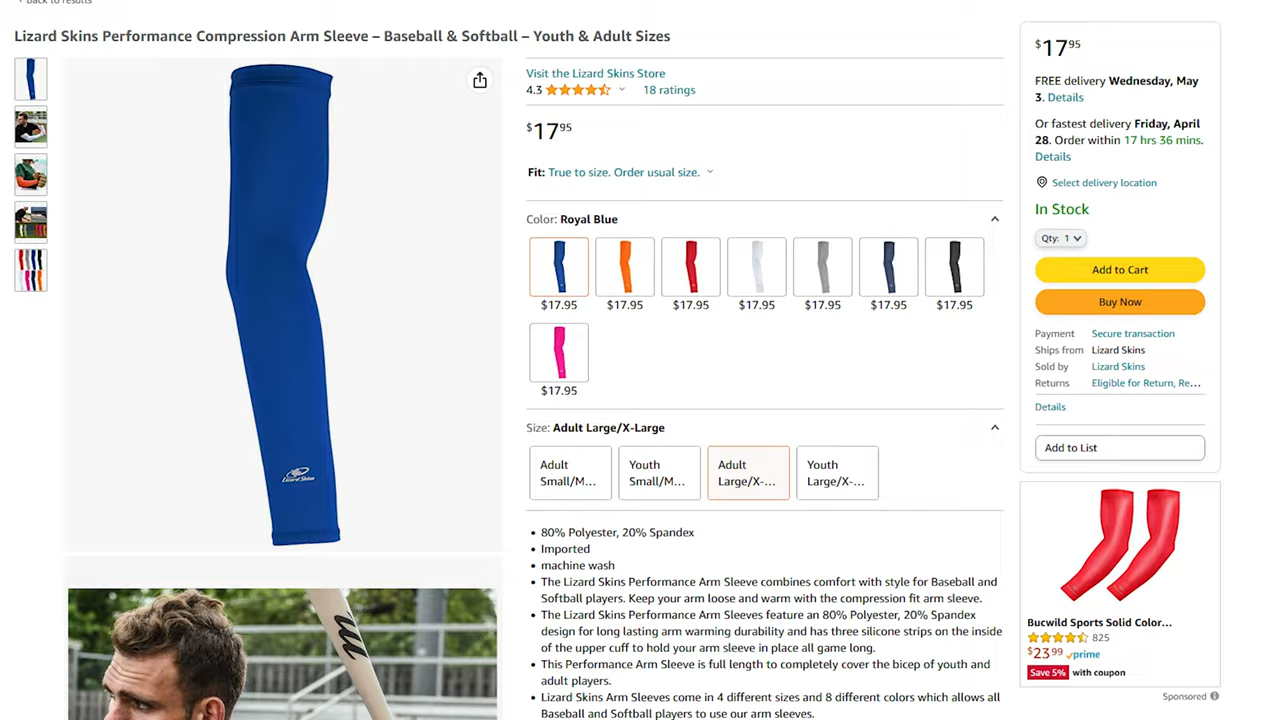 Back to results
Lizard Skins Performance Compression Arm Sleeve – Baseball & Softball – Youth & Adult Sizes
Visit the Lizard Skins Store
4.3 18 ratings
$17 95
Fit: True to size. Order usual size.
Color: Royal Blue
$17.95 $17.95 $17.95 $17.95 $17.95 $17.95 $17.95
$17.95
Size: Adult Large/X-Large
Adult Small/M...
Youth Small/M...
Adult Large/X-...
Youth Large/X-...
• 80% Polyester, 20% Spandex
• Imported
• machine wash
• The Lizard Skins Performance Arm Sleeve combines comfort with style for Baseball and
Softball players. Keep your arm loose and warm with the compression fit arm sleeve.
• The Lizard Skins Performance Arm Sleeves feature an 80% Polyester, 20% Spandex
design for long lasting arm warming durability and has three silicone strips on the inside
of the upper cuff to hold your arm sleeve in place all game long.
• This Performance Arm Sleeve is full length to completely cover the bicep of youth and
adult players.
• Lizard Skins Arm Sleeves come in 4 different sizes and 8 different colors which allows all
Baseball and Softball players to use our arm sleeves.
Lizard Skins
$17 95
FREE delivery Wednesday, May
3. Details
Or fastest delivery Friday, April
28. Order within 17 hrs 36 mins.
Details
Select delivery location
In Stock
Qty: 1
Add to Cart
Buy Now
Payment Secure transaction
Ships from Lizard Skins
Sold by Lizard Skins
Returns Eligible for Return, Re...
Details
Add to List
Bucwild Sports Solid Color...
825
$23 99 prime
Save 5% with coupon
Sponsored